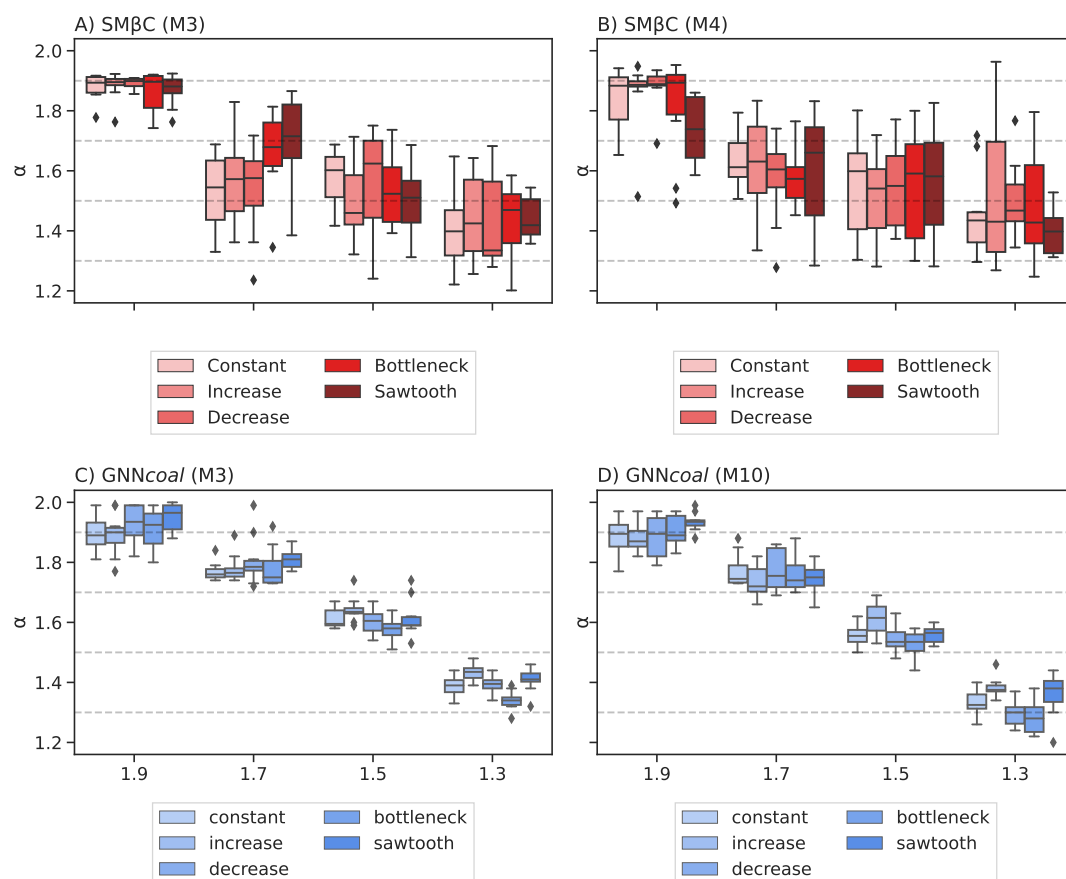 A) SMβC (M3)
B) SMβC (M4)
2.0
1.8
1.6
1.4
1.2
α
α
Constant
Increase
Decrease
Bottleneck
Sawtooth
Constant
Increase
Decrease
Bottleneck
Sawtooth
C) GNNcoal (M3)
D) GNNcoal (M10)
2.0
1.8
1.6
1.4
1.2
α
α
1.9 1.7 1.5 1.3
1.9 1.7 1.5 1.3
constant
increase
decrease
bottleneck
sawtooth
constant
increase
decrease
bottleneck
sawtooth